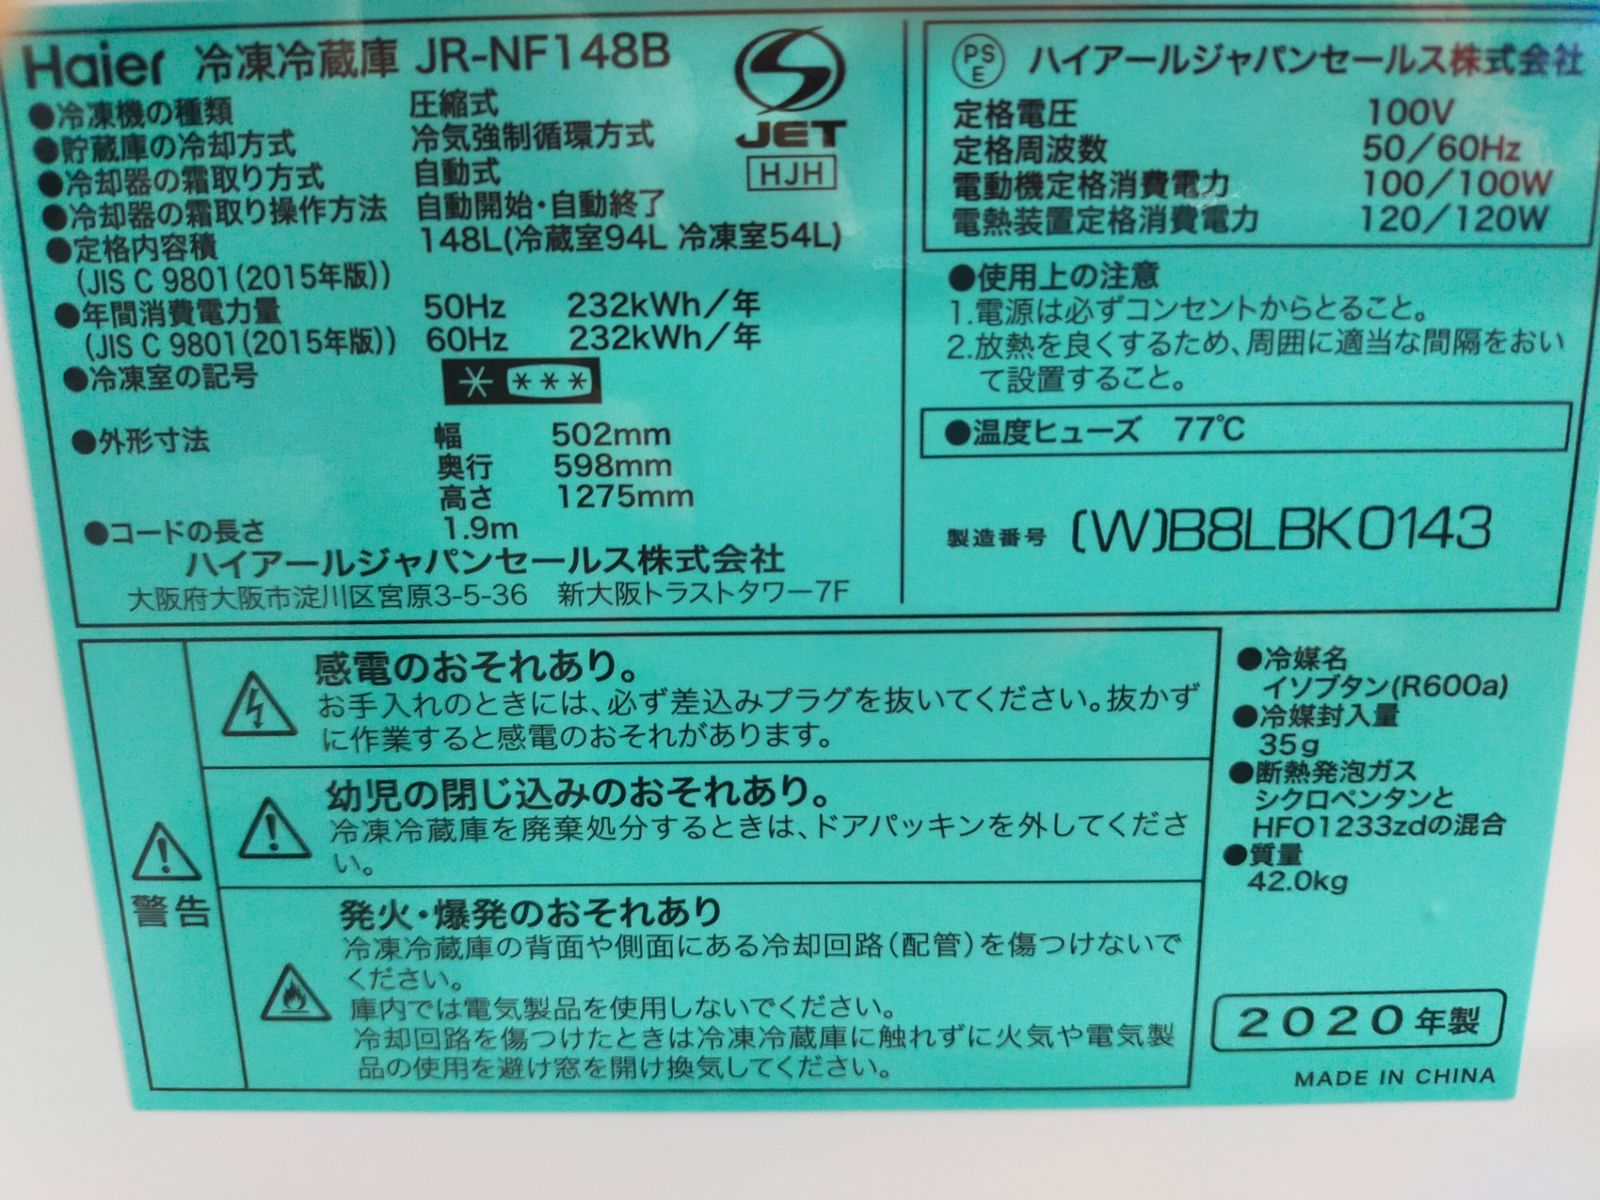 Haier 冷凍冷蔵庫 JR-NF148B
●冷凍機の種類 圧縮式
●貯蔵庫の冷却方式 冷気強制循環方式
●冷却器の霜取り方式 自動式
●冷却器の霜取り操作方法 自動開始・自動終了
●定格内容積 148L(冷蔵室94L 冷凍室54L)
(JIS C 9801(2015年版))
●年間消費電力量 50Hz 232kWh/年
(JIS C 9801(2015年版)) 60Hz 232kWh/年
●冷凍室の記号 * ***
●外形寸法 幅 502mm
奥行 598mm
高さ 1275mm
●コードの長さ 1.9m
ハイアールジャパンセールス株式会社
大阪府大阪市淀川区宮原3-5-36 新大阪トラストタワー7F
JET
HJH
PS
E
ハイアールジャパンセールス株式会社
定格電圧 100V
定格周波数 50/60Hz
電動機定格消費電力 100/100W
電熱装置定格消費電力 120/120W
●使用上の注意
1.電源は必ずコンセントからとること。
2.放熱を良くするため、周囲に適当な間隔をおい
て設置すること。
●温度ヒューズ 77℃
製造番号 (W)B8LBK0143
警告
感電のおそれあり。
お手入れのときには、必ず差込みプラグを抜いてください。抜かず
に作業すると感電のおそれがあります。
幼児の閉じ込みのおそれあり。
冷凍冷蔵庫を廃棄処分するときは、ドアパッキンを外してくださ
い。
発火・爆発のおそれあり
冷凍冷蔵庫の背面や側面にある冷却回路(配管)を傷つけないで
ください。
庫内では電気製品を使用しないでください。
冷却回路を傷つけたときは冷凍冷蔵庫に触れずに火気や電気製
品の使用を避け窓を開け換気してください。
●冷媒名
イソブタン(R600a)
●冷媒封入量
35g
●断熱発泡ガス
シクロペンタンと
HFO1233zdの混合
●質量
42.0kg
2020年製
MADE IN CHINA